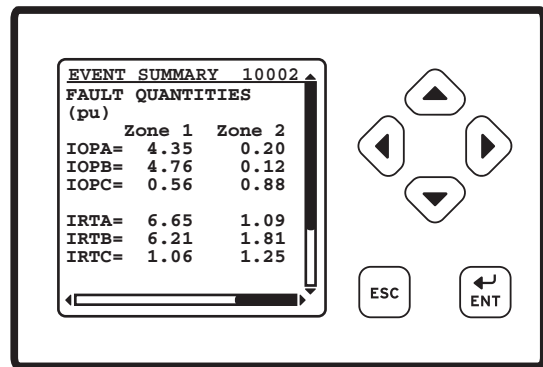 EVENT SUMMARY 10002
FAULT QUANTITIES
(pu)
Zone 1 Zone 2
IOPA= 4.35 0.20
IOPB= 4.76 0.12
IOPC= 0.56 0.88
IRTA= 6.65 1.09
IRTB= 6.21 1.81
IRTC= 1.06 1.25
ESC
ENT